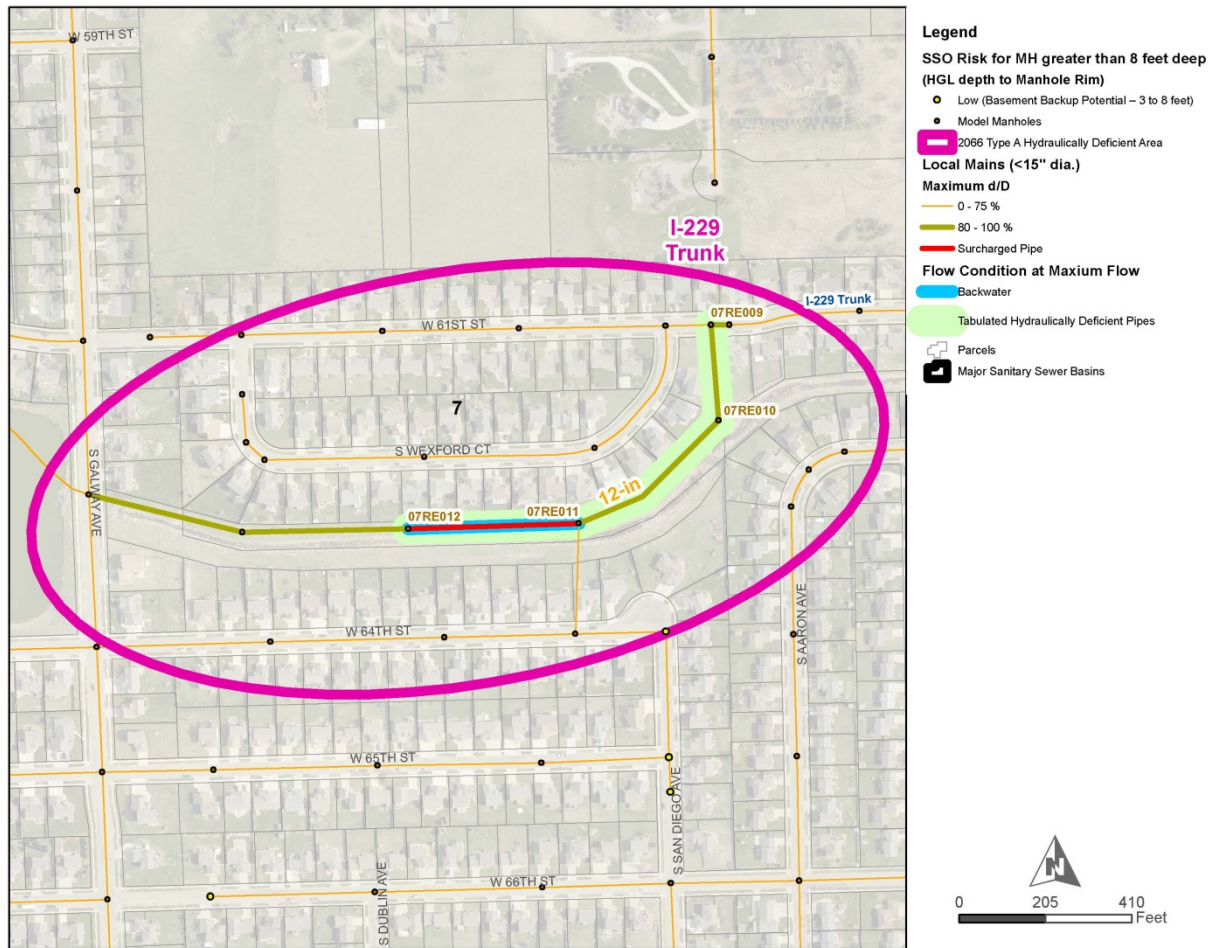 W 59TH ST
I-229
Trunk
I-229 Trunk
07RE009
W 61ST ST
07RE010
7
S WEXFORD CT
S GALWAY AVE
12-in
07RE012
07RE011
W 64TH ST
S AARON AVE
W 65TH ST
S SAN DIEGO AVE
W 66TH ST
S DUBLIN AVE
Legend
SSO Risk for MH greater than 8 feet deep
(HGL depth to Manhole Rim)
Low (Basement Backup Potential – 3 to 8 feet)
Model Manholes
2066 Type A Hydraulically Deficient Area
Local Mains (<15" dia.)
Maximum d/D
0 - 75 %
80 - 100 %
Surcharged Pipe
Flow Condition at Maxium Flow
Backwater
Tabulated Hydraulically Deficient Pipes
Parcels
Major Sanitary Sewer Basins
N
0 205 410
Feet